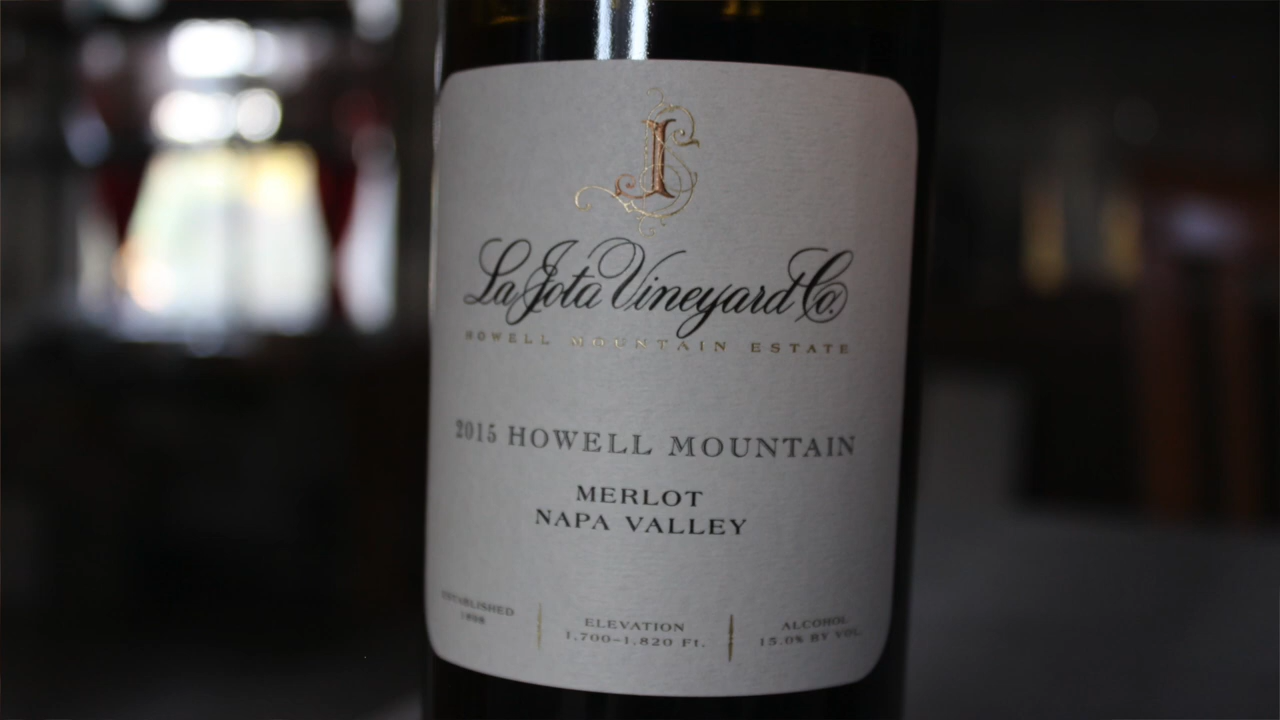 J
La Jota Vineyard Co.
HOWELL MOUNTAIN ESTATE
2015 HOWELL MOUNTAIN
MERLOT
NAPA VALLEY
ESTABLISHED
1898
ELEVATION
1,700–1,820 Ft.
ALCOHOL
15.0% BY VOL.